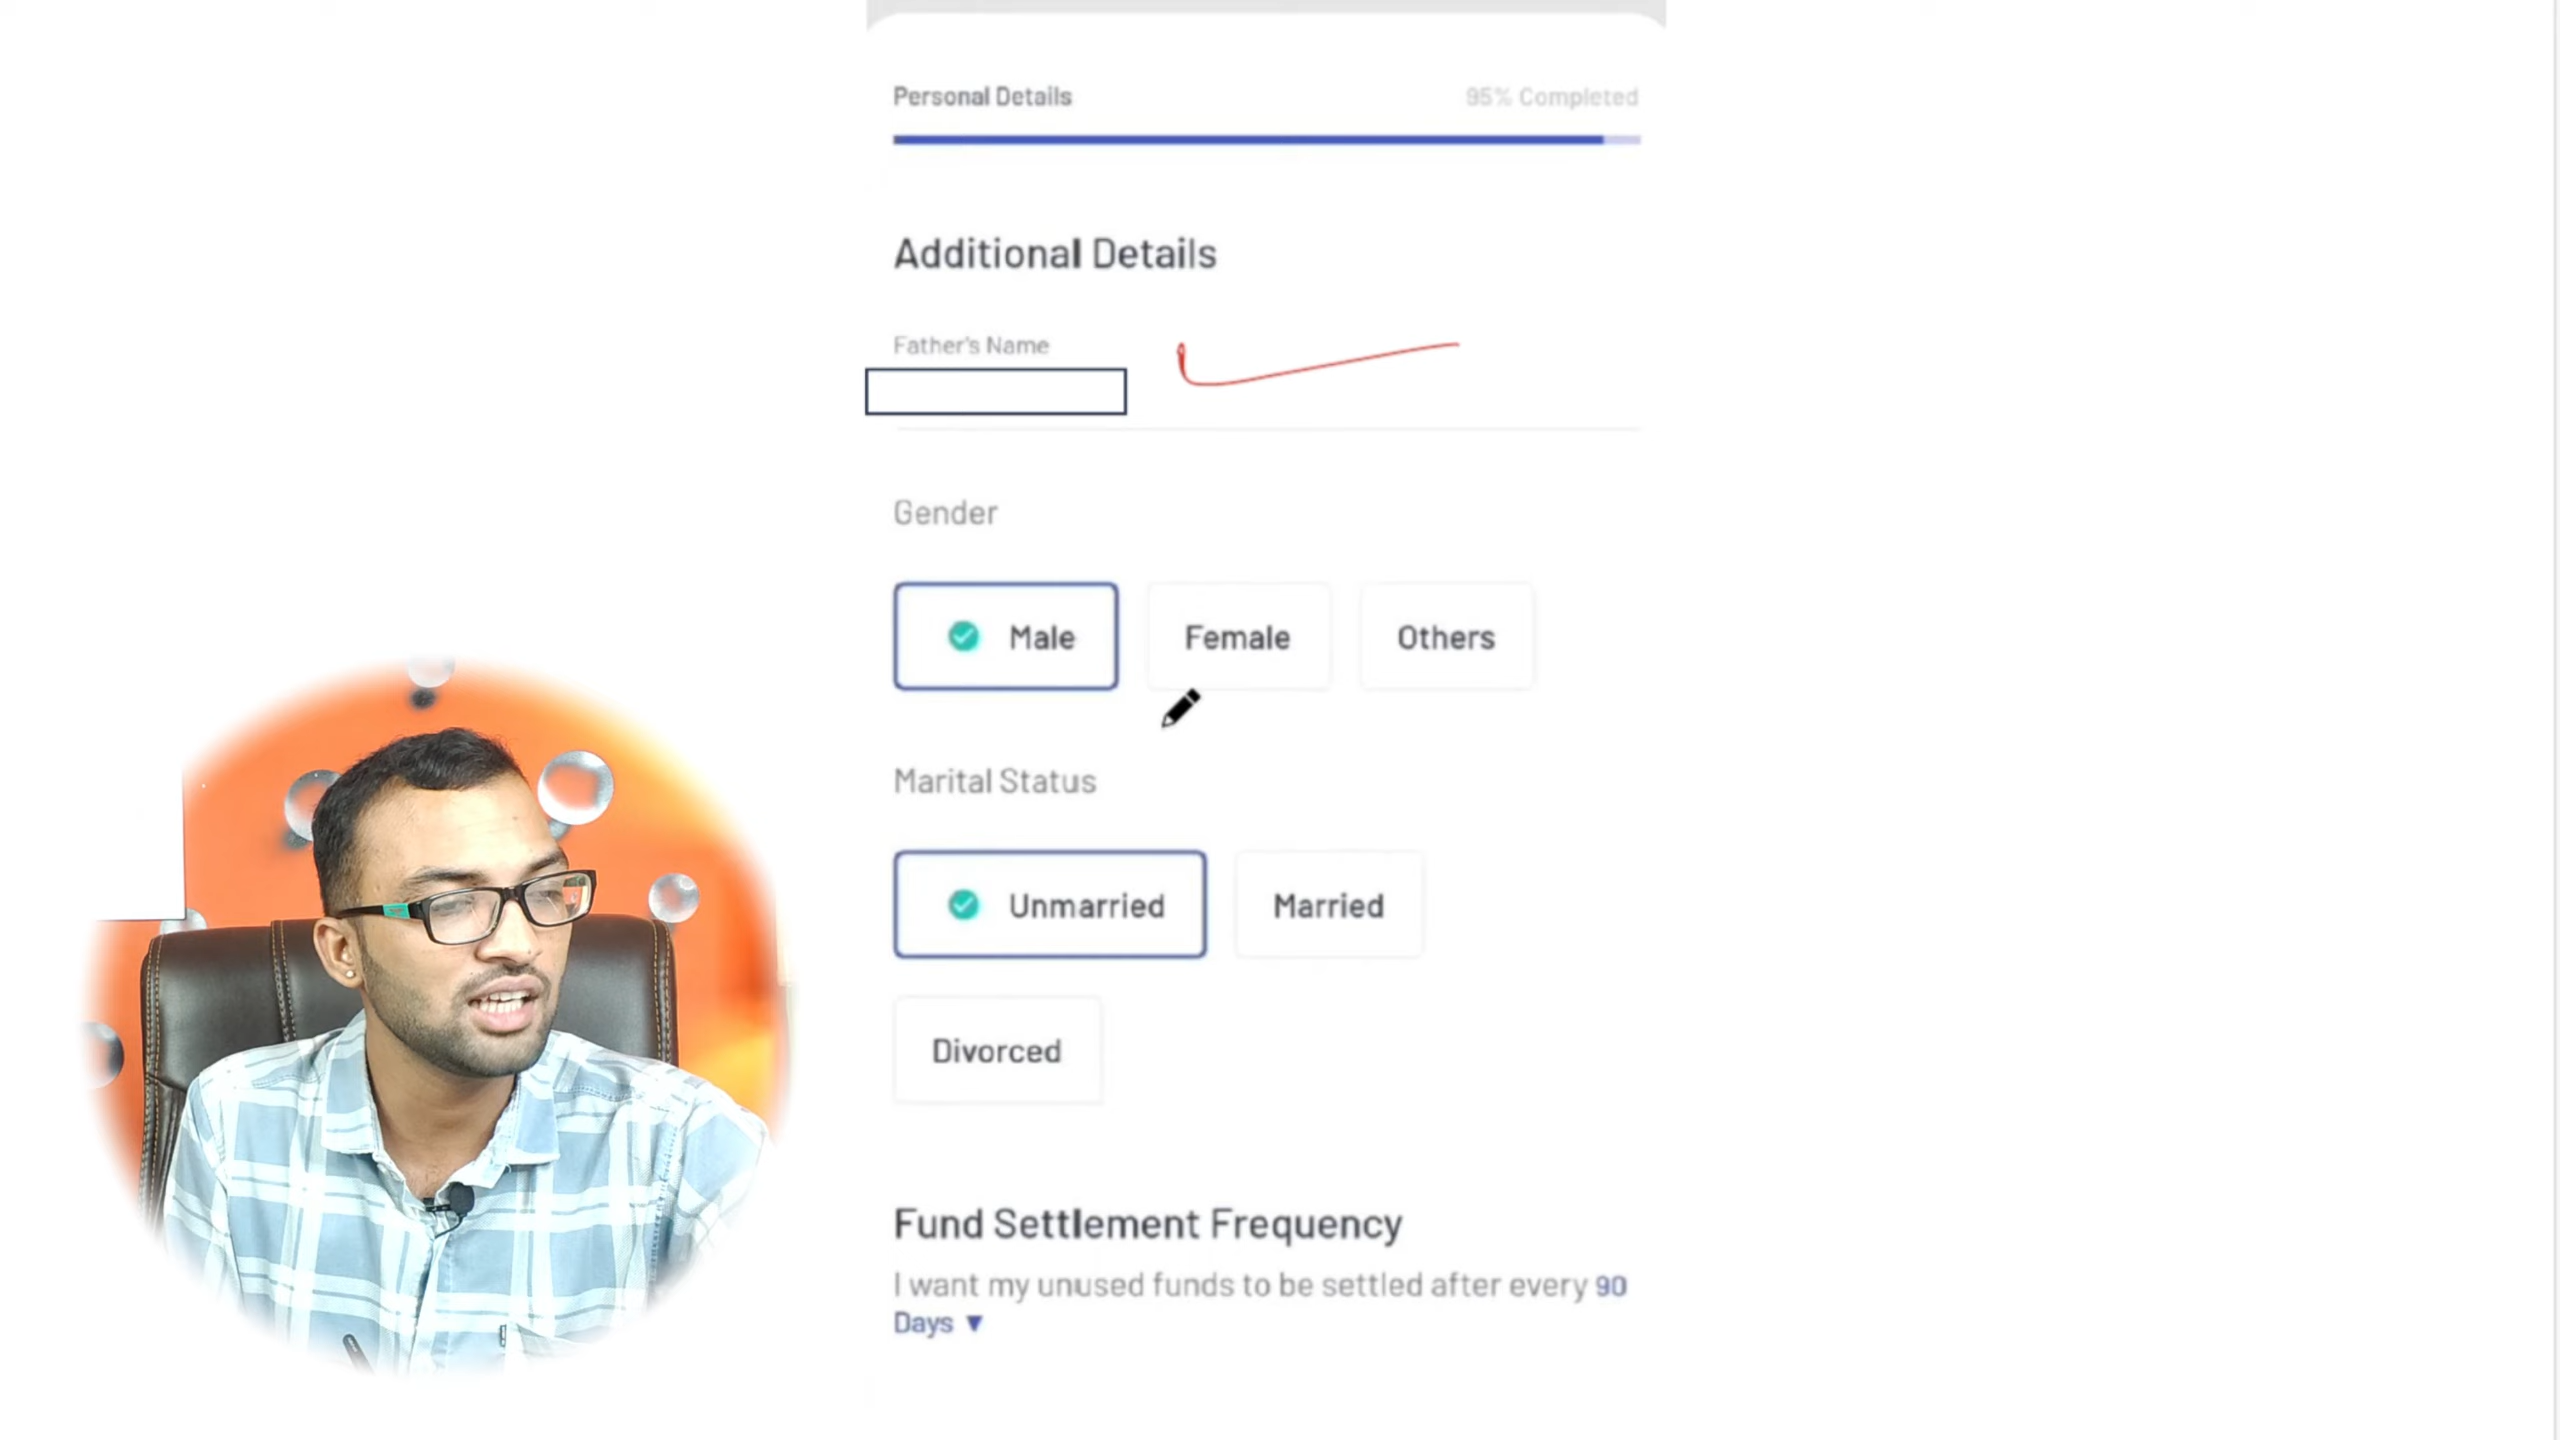 Personal Details 95% Completed
Additional Details
Father's Name
Gender
Male Female Others
Marital Status
Unmarried Married
Divorced
Fund Settlement Frequency
I want my unused funds to be settled after every 90
Days ▼